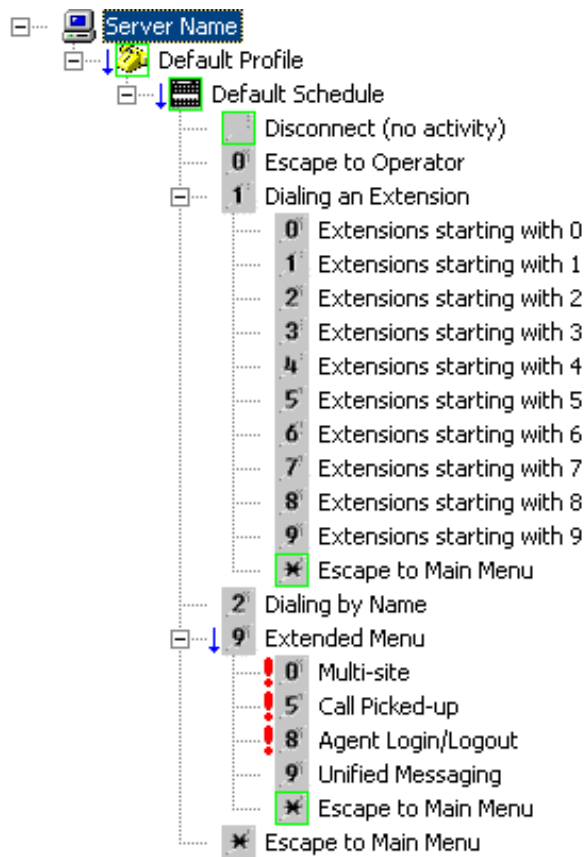 Server Name
Default Profile
Default Schedule
Disconnect (no activity)
0 Escape to Operator
1 Dialing an Extension
0 Extensions starting with 0
1 Extensions starting with 1
2 Extensions starting with 2
3 Extensions starting with 3
4 Extensions starting with 4
5 Extensions starting with 5
6 Extensions starting with 6
7 Extensions starting with 7
8 Extensions starting with 8
9 Extensions starting with 9
* Escape to Main Menu
2 Dialing by Name
9 Extended Menu
! 0 Multi-site
! 5 Call Picked-up
! 8 Agent Login/Logout
9 Unified Messaging
* Escape to Main Menu
* Escape to Main Menu